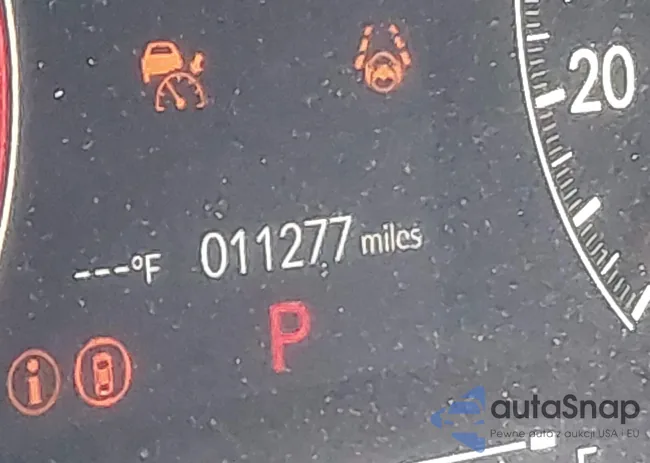 20
---°F 011277 miles
P
i
autaSnap
Pewne auta z aukcji USA i EU